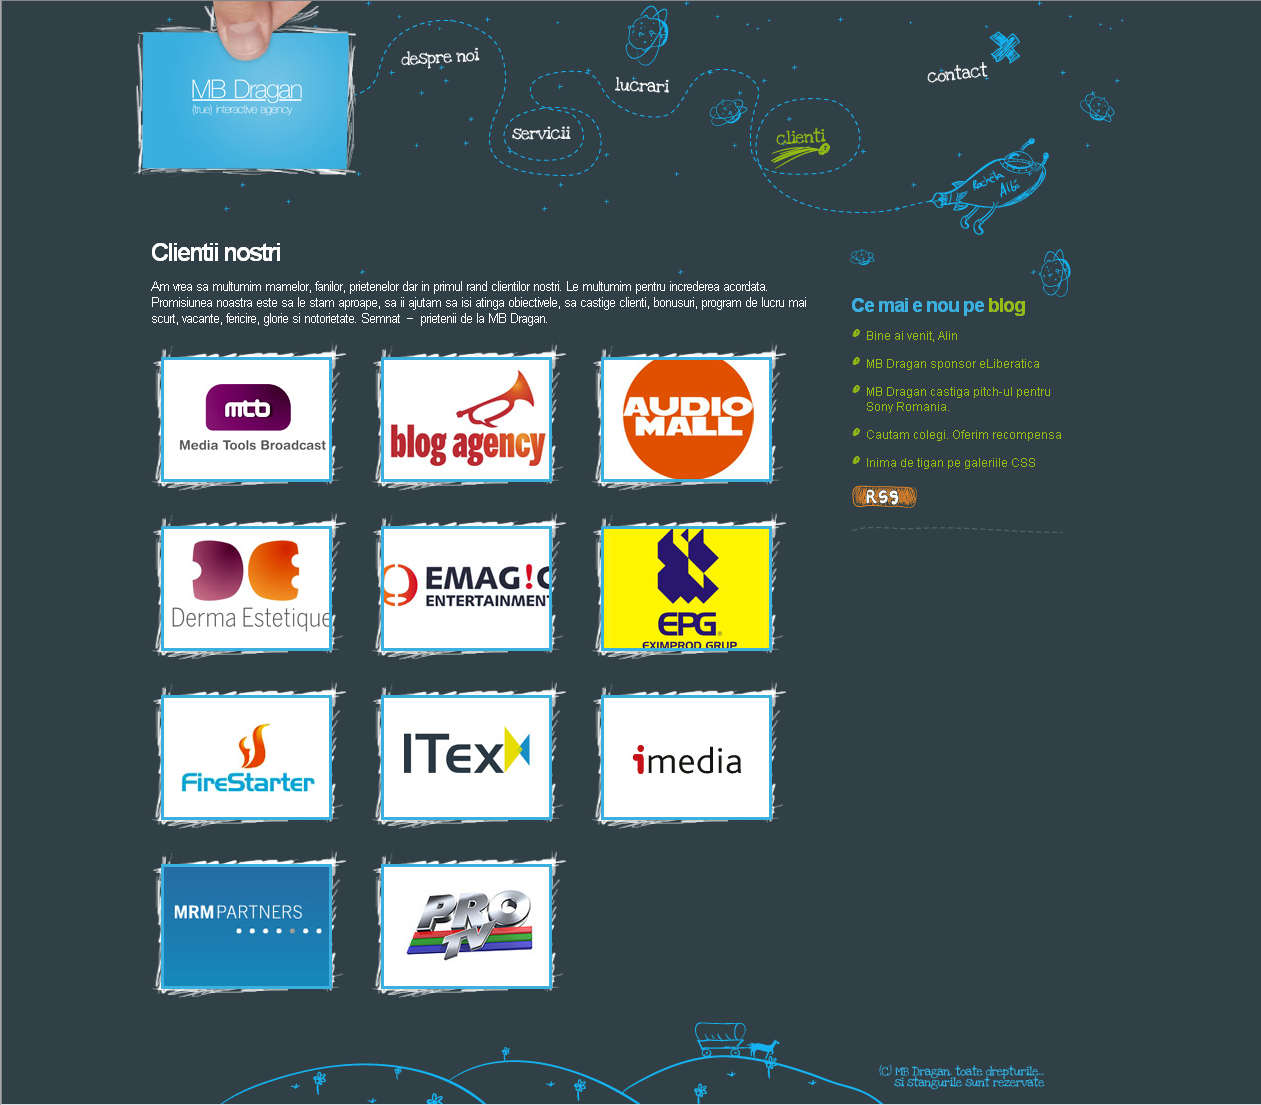 MB Dragan
(true) interactive agency
despre noi
servicii
lucrari
clienti
contact
Racheta
Albă
Clientii nostri
Am vrea sa multumim mamelor, fanilor, prietenelor dar in primul rand clientilor nostri. Le multumim pentru increderea acordata.
Promisiunea noastra este sa le stam aproape, sa ii ajutam sa isi atinga obiectivele, sa castige clienti, bonusuri, program de lucru mai
scurt, vacante, fericire, glorie si notorietate. Semnat – prietenii de la MB Dragan.
mtb
Media Tools Broadcast
blog agency
AUDIO
MALL
Derma Estetique
EMAG!C
ENTERTAINMENT
EPG®
EXIMPROD GRUP
FireStarter
ITEX
imedia
MRM PARTNERS
PRO
TV
Ce mai e nou pe blog
Bine ai venit, Alin
MB Dragan sponsor eLiberatica
MB Dragan castiga pitch-ul pentru
Sony Romania.
Cautam colegi. Oferim recompensa
Inima de tigan pe galeriile CSS
RSS
(C) MB Dragan. toate drepturile...
si stangurile sunt rezervate